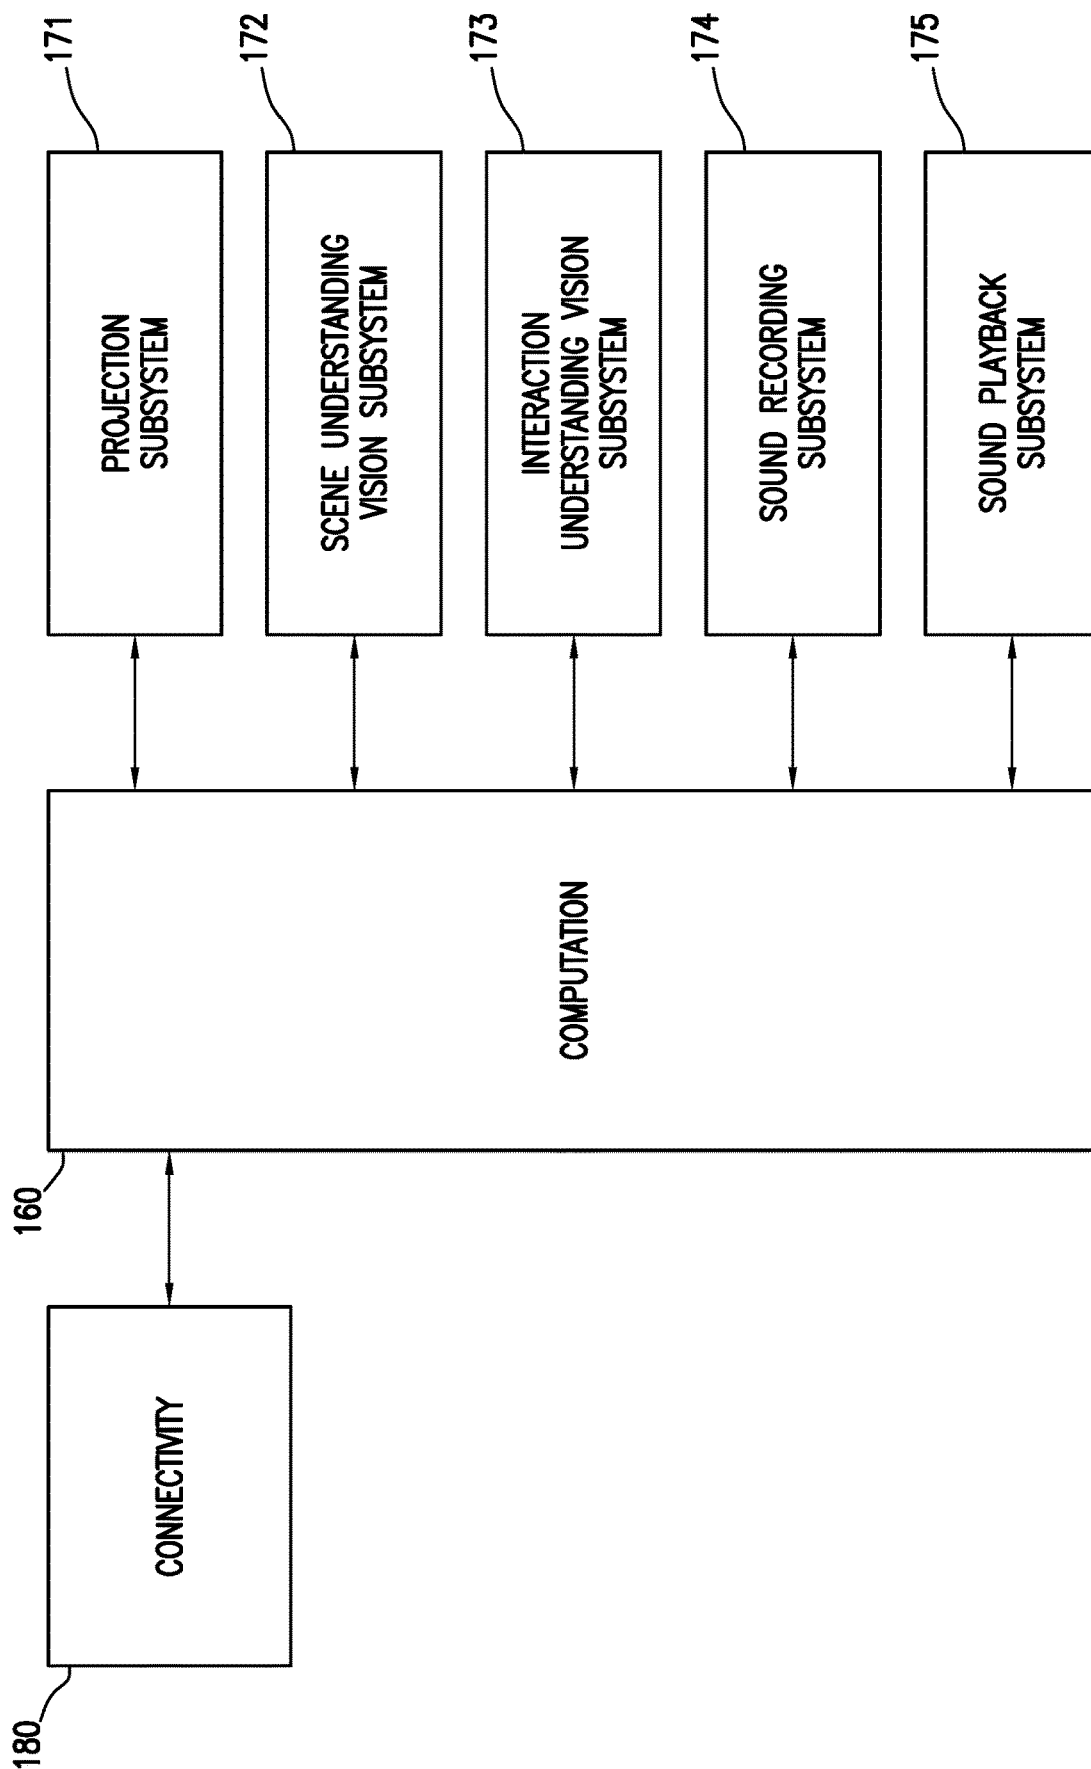 180
CONNECTIVITY
160
COMPUTATION
171
PROJECTION
SUBSYSTEM
172
SCENE UNDERSTANDING
VISION SUBSYSTEM
173
INTERACTION
UNDERSTANDING VISION
SUBSYSTEM
174
SOUND RECORDING
SUBSYSTEM
175
SOUND PLAYBACK
SUBSYSTEM